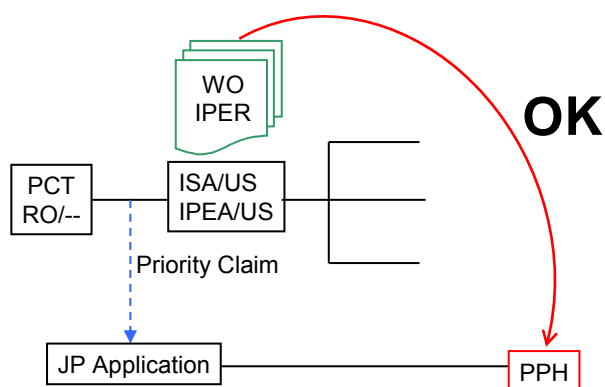 WO
IPER
OK
PCT
RO/--
ISA/US
IPEA/US
Priority Claim
JP Application
PPH